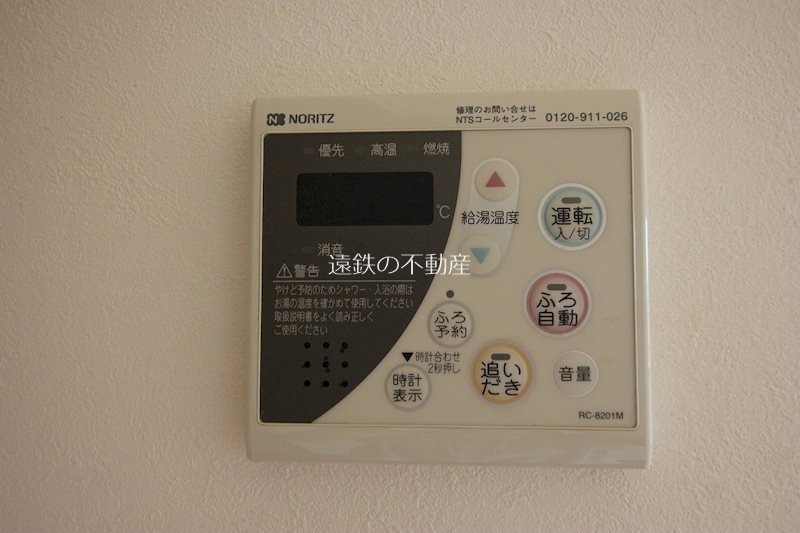 NORITZ
修理のお問い合せは
NTSコールセンター 0120-911-026
優先 高温 燃焼
℃
給湯温度
運転
入/切
消音
遠鉄の不動産
警告
やけど予防のためシャワー・入浴の際は
お湯の温度を確かめて使用してください
取扱説明書をよく読み正しく
ご使用ください
ふろ
自動
ふろ
予約
▼時計合わせ
2秒押し
時計
表示
追い
だき
音量
RC-8201M